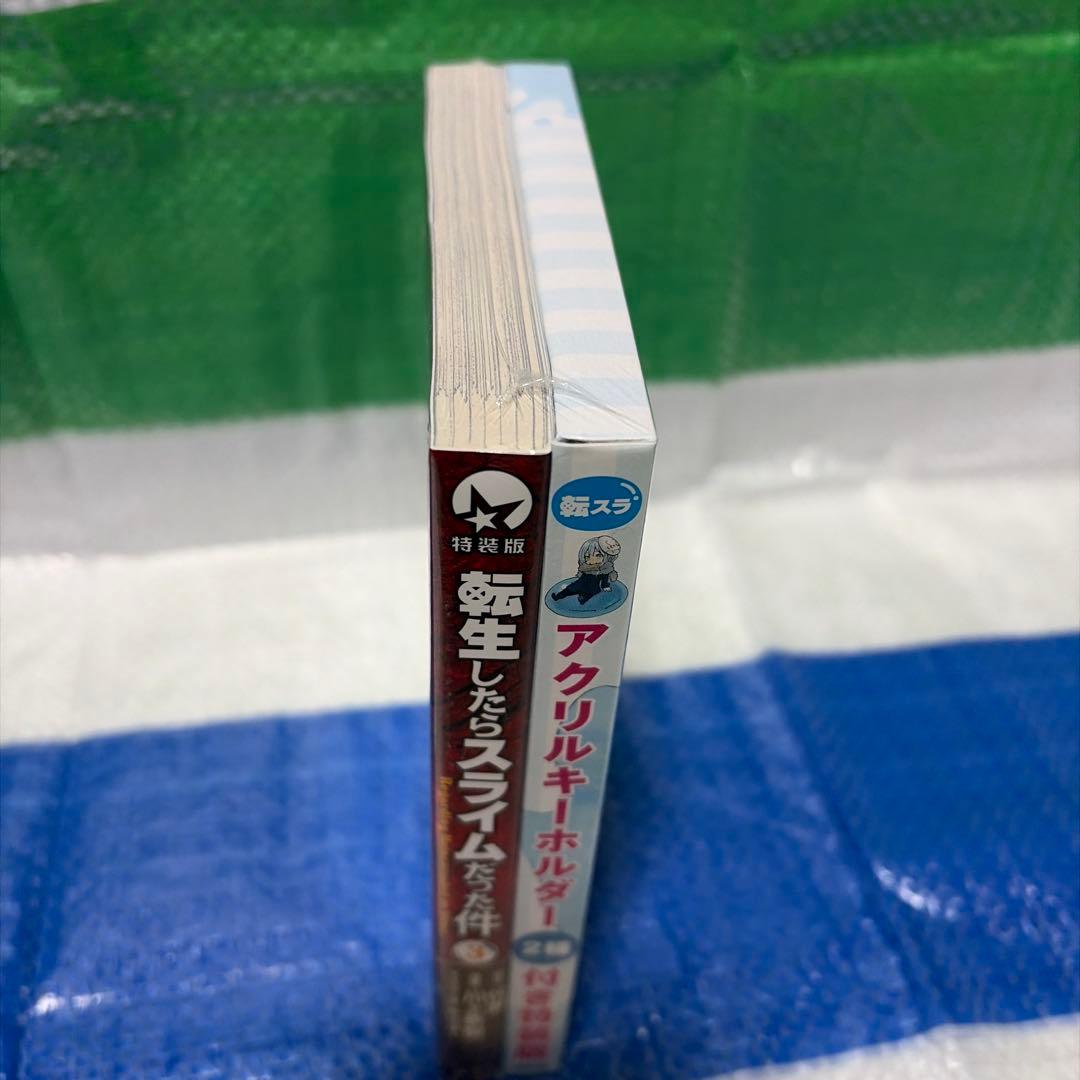 特装版
転生したらスライムだった件
3
転スラ
アクリルキーホルダー
2種
付き特装版